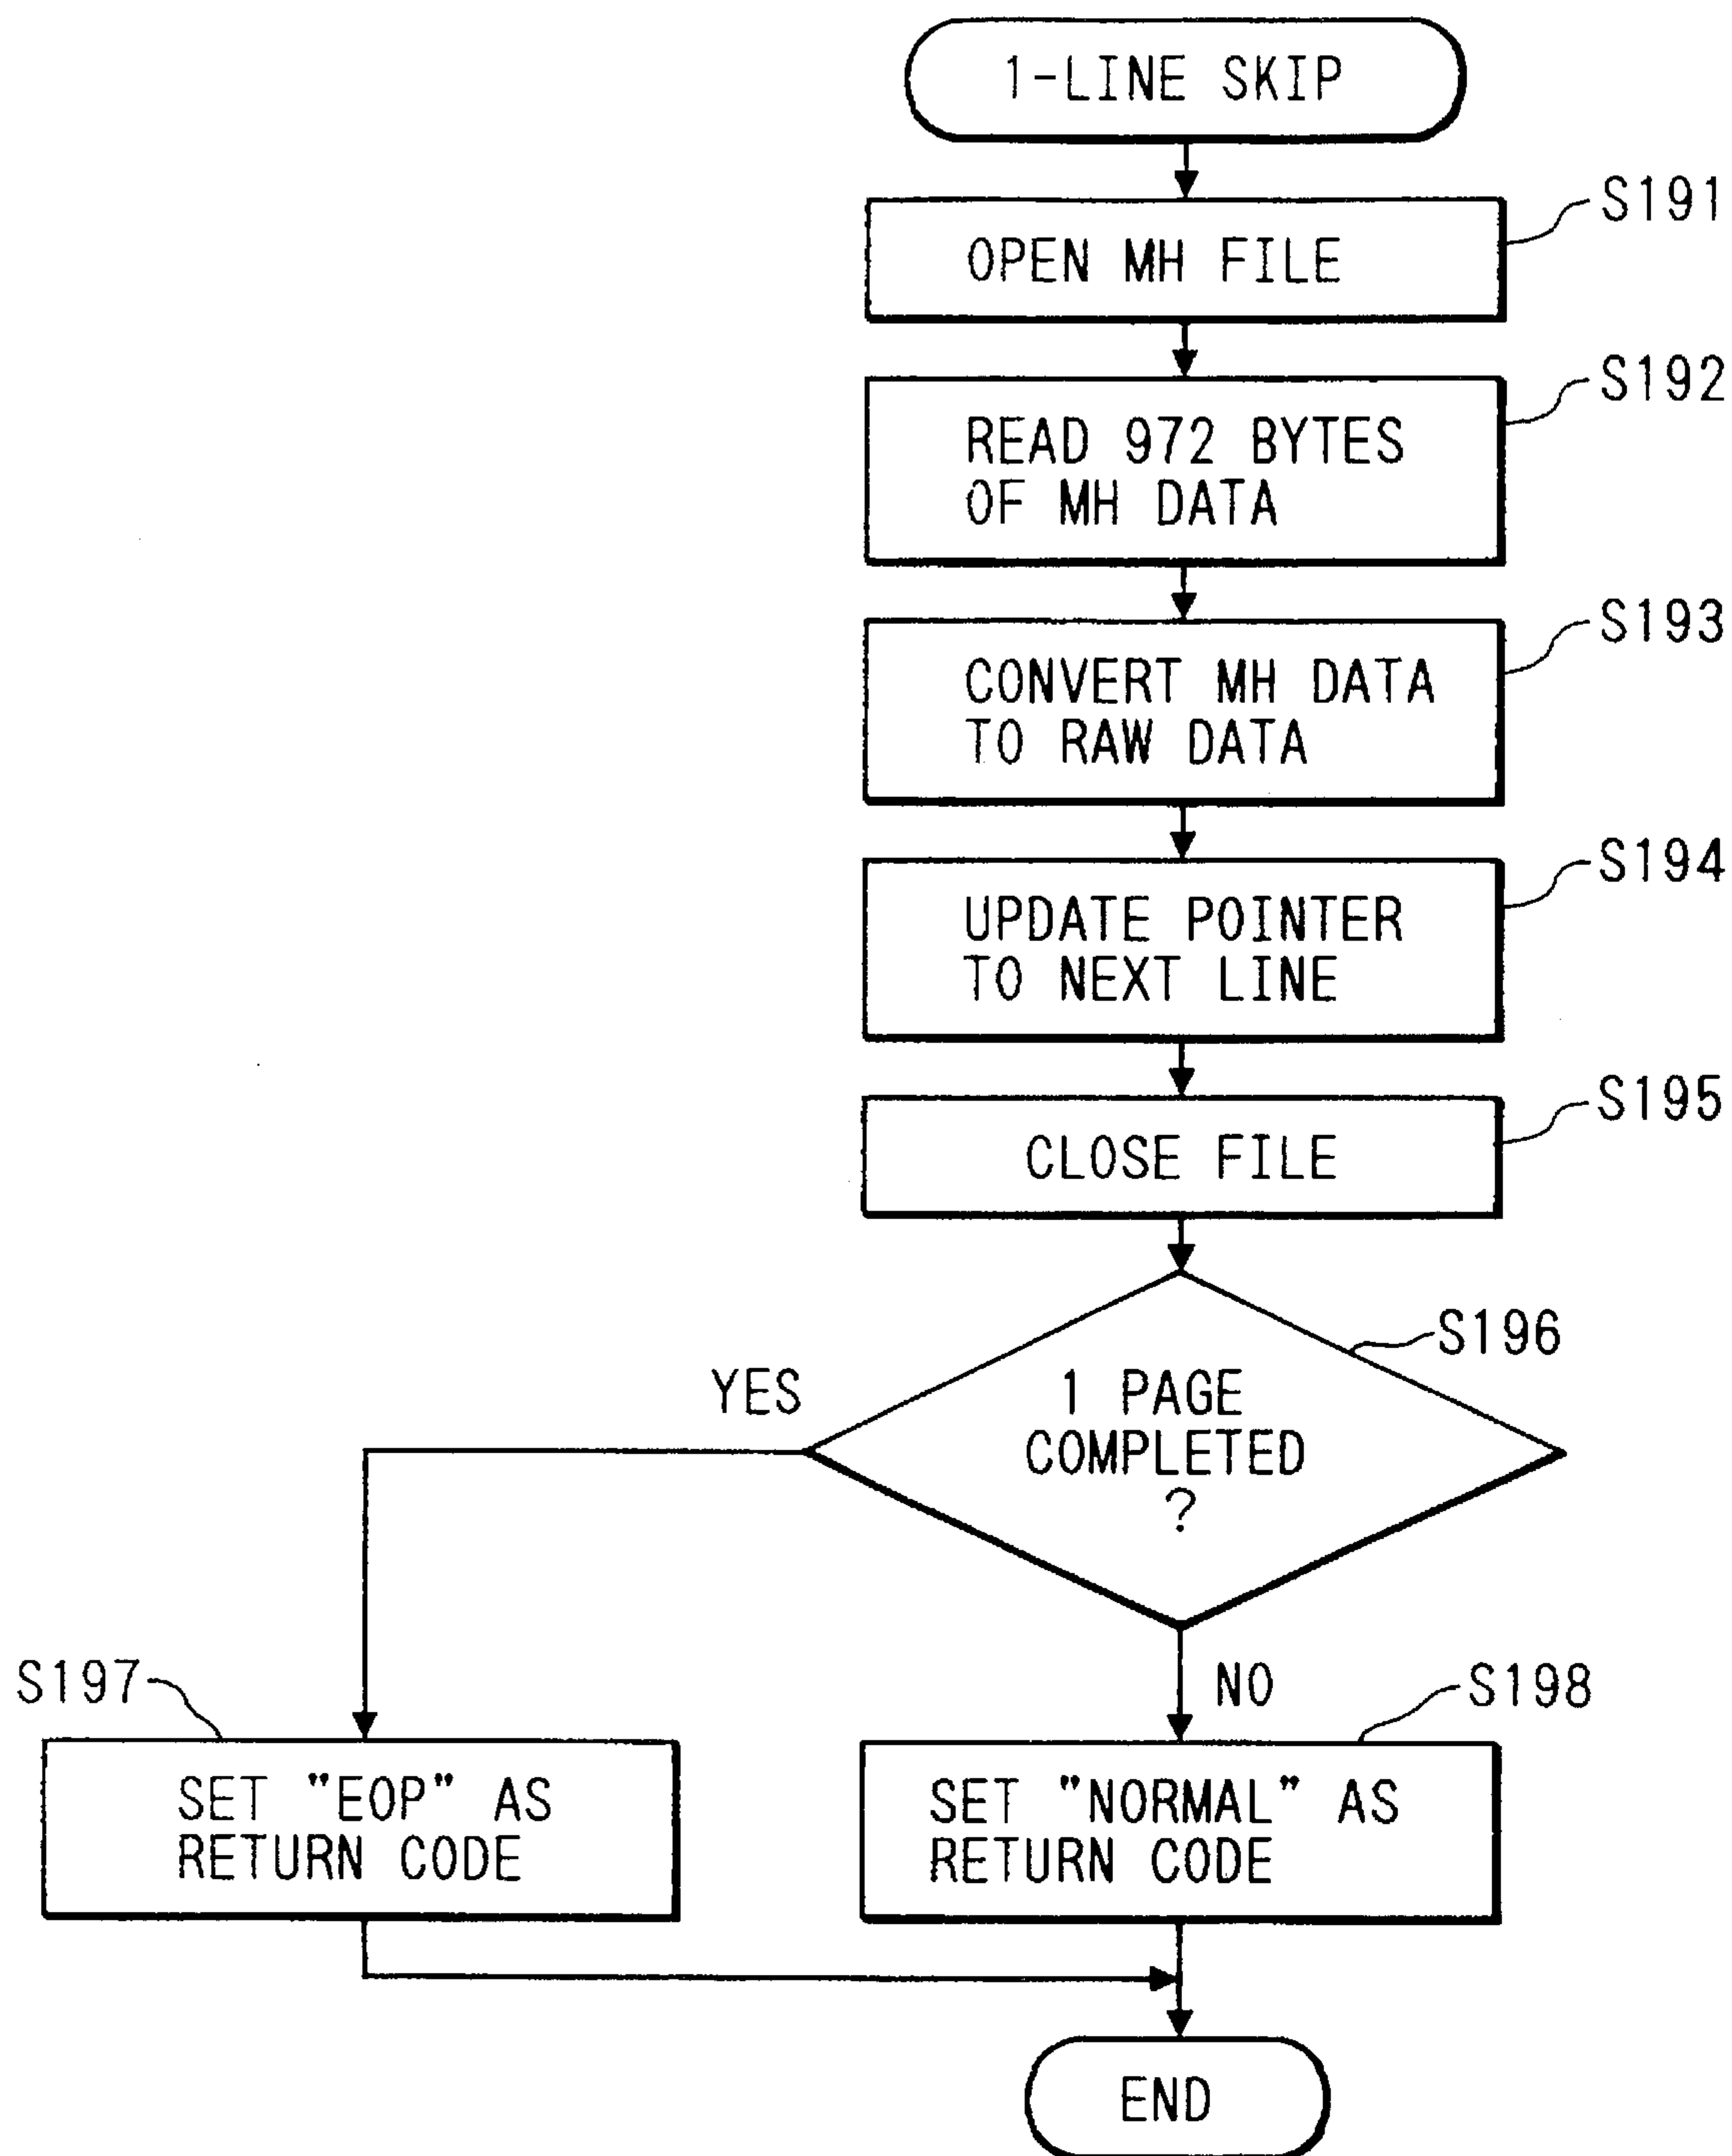 1-LINE SKIP
S191
OPEN MH FILE
S192
READ 972 BYTES
OF MH DATA
S193
CONVERT MH DATA
TO RAW DATA
S194
UPDATE POINTER
TO NEXT LINE
S195
CLOSE FILE
S196
YES
1 PAGE
COMPLETED
?
NO
S197
SET "EOP" AS
RETURN CODE
S198
SET "NORMAL" AS
RETURN CODE
END